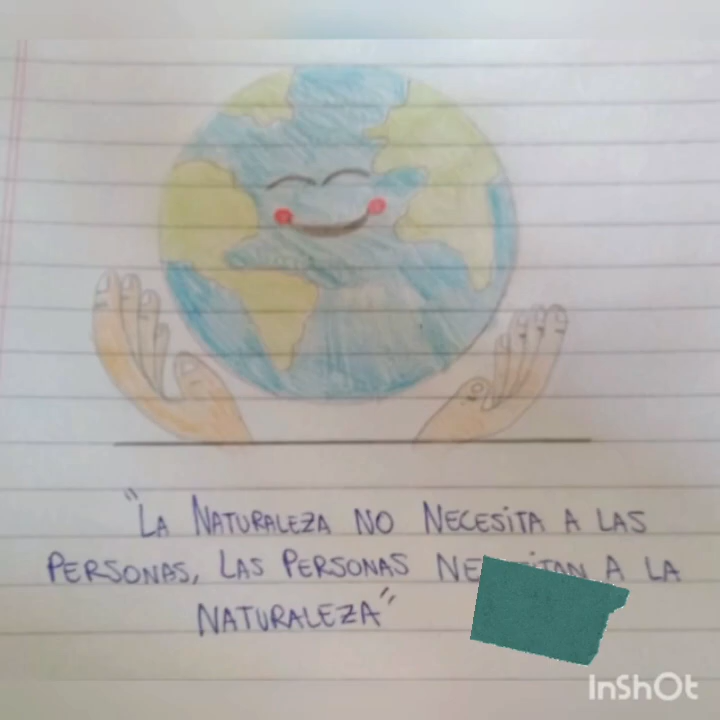 "LA NATURALEZA NO NECESITA A LAS
PERSONAS, LAS PERSONAS A LA
NATURALEZA"
InShOt